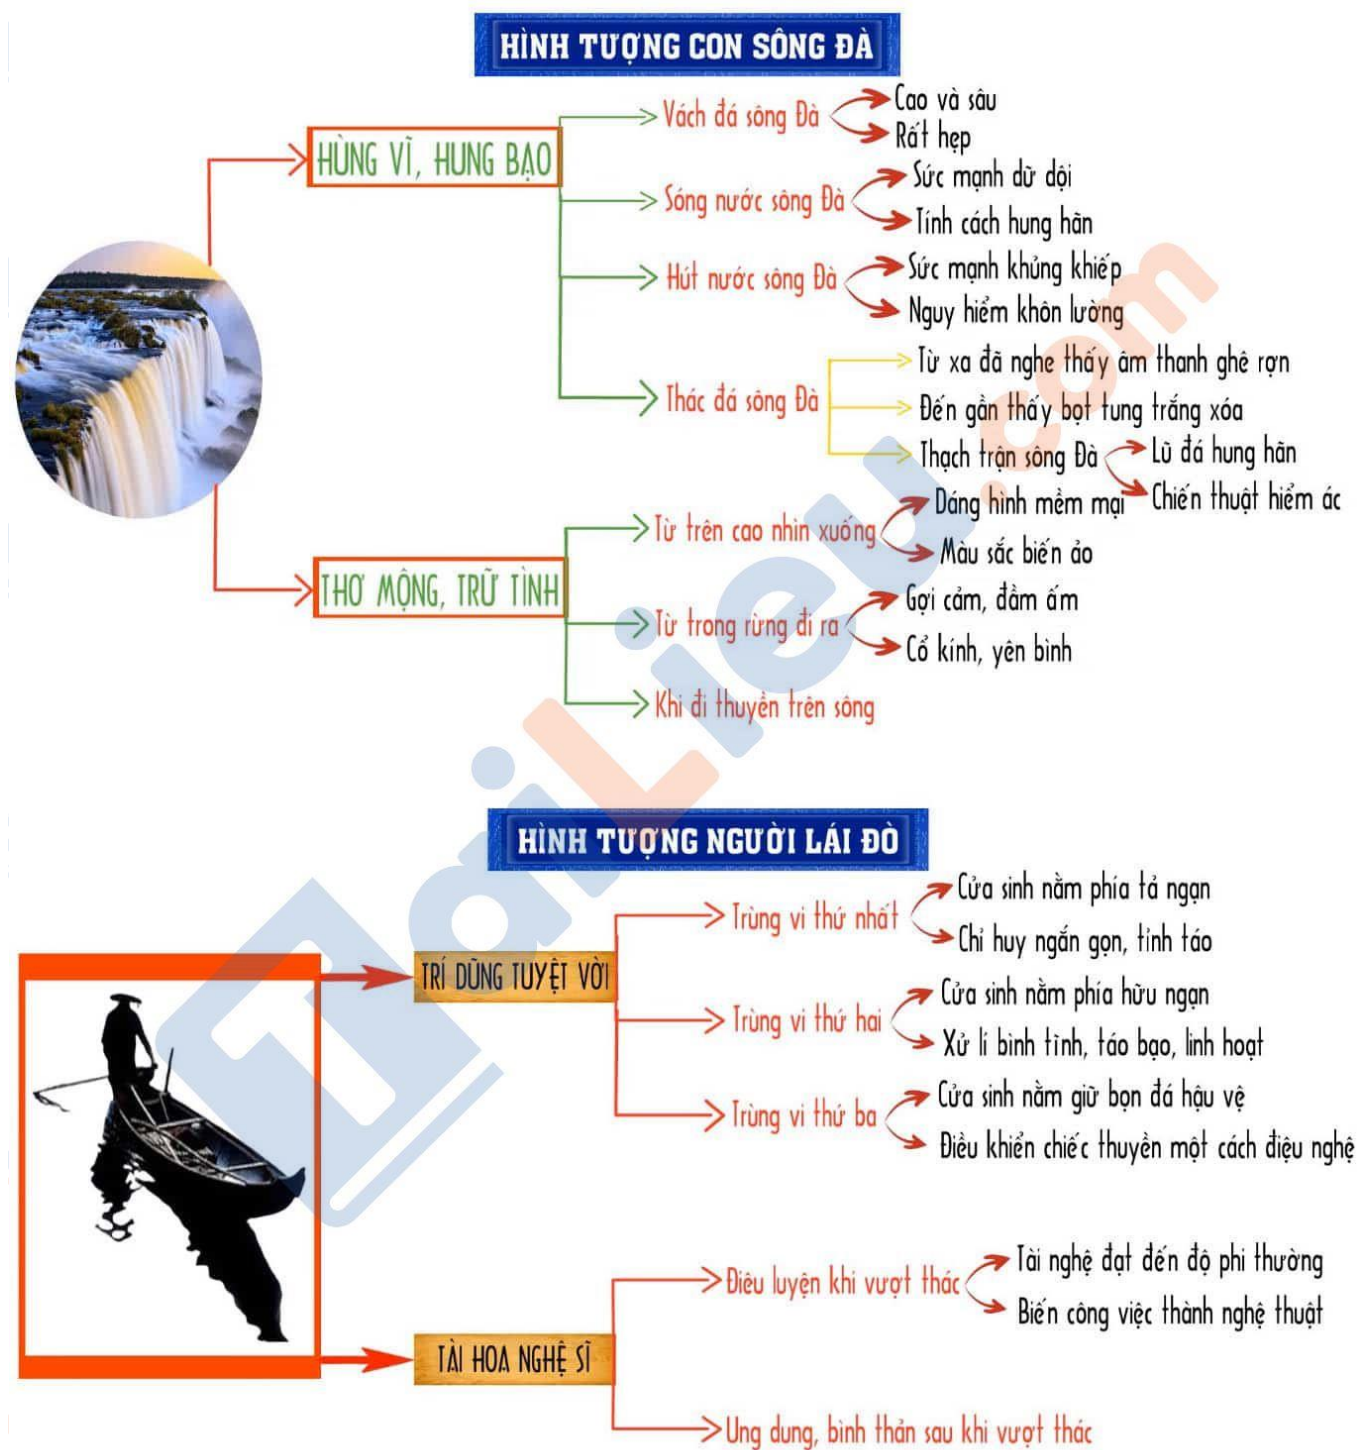 HÌNH TƯỢNG CON SÔNG ĐÀ
HÙNG VĨ, HUNG BẠO
Vách đá sông Đà
Cao và sâu
Rất hẹp
Sóng nước sông Đà
Sức mạnh dữ dội
Tính cách hung hãn
Hút nước sông Đà
Sức mạnh khủng khiếp
Nguy hiểm khôn lường
Thác đá sông Đà
Từ xa đã nghe thấy âm thanh ghê rợn
Đến gần thấy bọt tung trắng xóa
Thạch trận sông Đà
Lũ đá hung hãn
Chiến thuật hiểm ác
THƠ MỘNG, TRỮ TÌNH
Từ trên cao nhìn xuống
Dáng hình mềm mại
Màu sắc biến ảo
Từ trong rừng đi ra
Gợi cảm, đầm ấm
Cổ kính, yên bình
Khi đi thuyền trên sông
HÌNH TƯỢNG NGƯỜI LÁI ĐÒ
TRÍ DŨNG TUYỆT VỜI
Trùng vi thứ nhất
Cửa sinh nằm phía tả ngạn
Chỉ huy ngắn gọn, tỉnh táo
Trùng vi thứ hai
Cửa sinh nằm phía hữu ngạn
Xử lí bình tĩnh, táo bạo, linh hoạt
Trùng vi thứ ba
Cửa sinh nằm giữ bọn đá hậu vệ
Điều khiển chiếc thuyền một cách điệu nghệ
TÀI HOA NGHỆ SĨ
Điêu luyện khi vượt thác
Tài nghệ đạt đến độ phi thường
Biến công việc thành nghệ thuật
Ung dung, bình thản sau khi vượt thác
TaiLieu.com